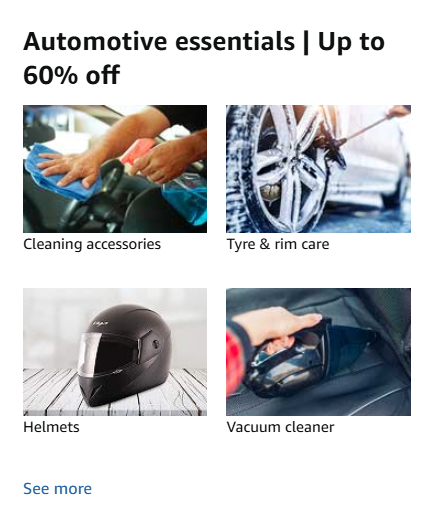 Automotive essentials | Up to
60% off
Cleaning accessories
Tyre & rim care
Helmets
Vacuum cleaner
See more